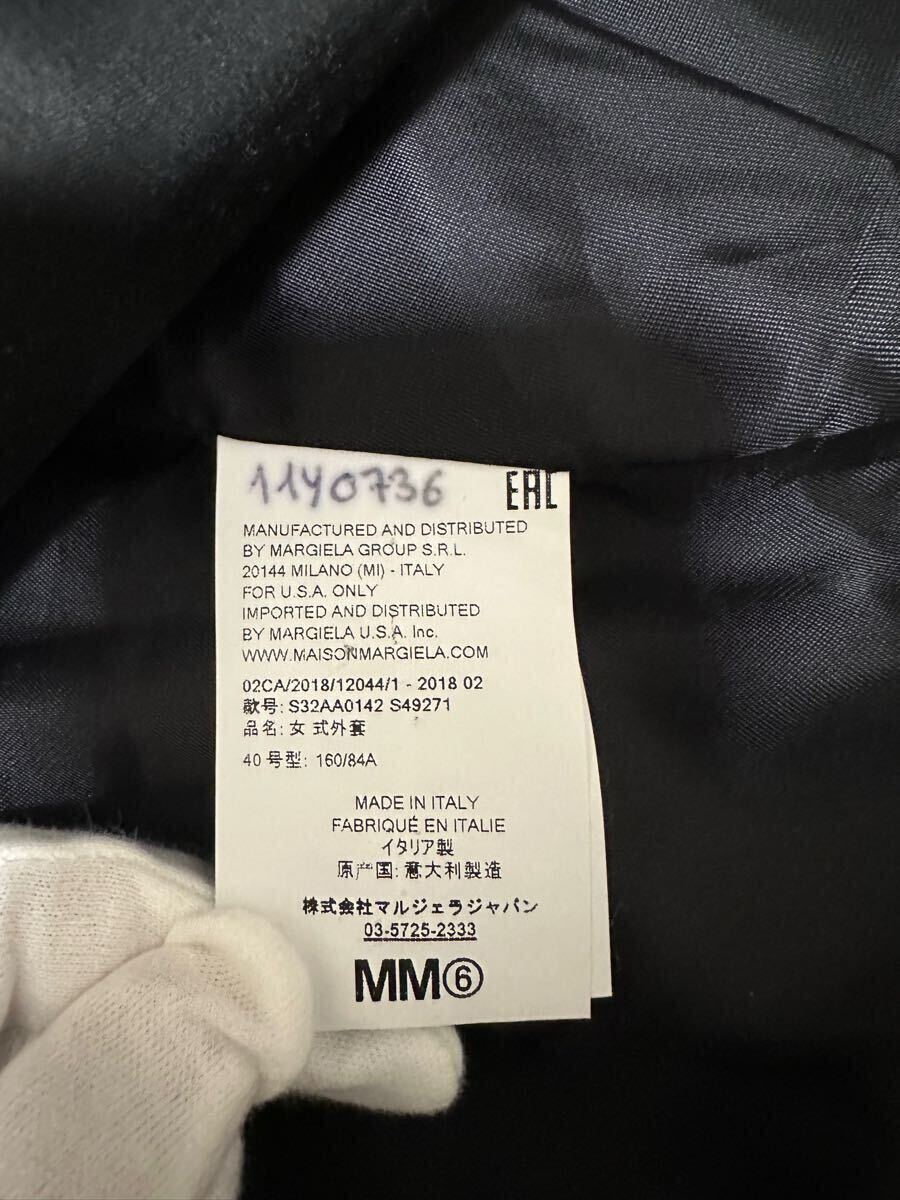 11Y0736
EAC
MANUFACTURED AND DISTRIBUTED
BY MARGIELA GROUP S.R.L.
20144 MILANO (MI) - ITALY
FOR U.S.A. ONLY
IMPORTED AND DISTRIBUTED
BY MARGIELA U.S.A. Inc.
WWW.MAISONMARGIELA.COM
02CA/2018/12044/1 - 2018 02
款号: S32AA0142 S49271
品名: 女 式外套
40 号型: 160/84A
MADE IN ITALY
FABRIQUÉ EN ITALIE
イタリア製
原产国: 意大利製造
株式会社マルジェラジャパン
03-5725-2333
MM⑥